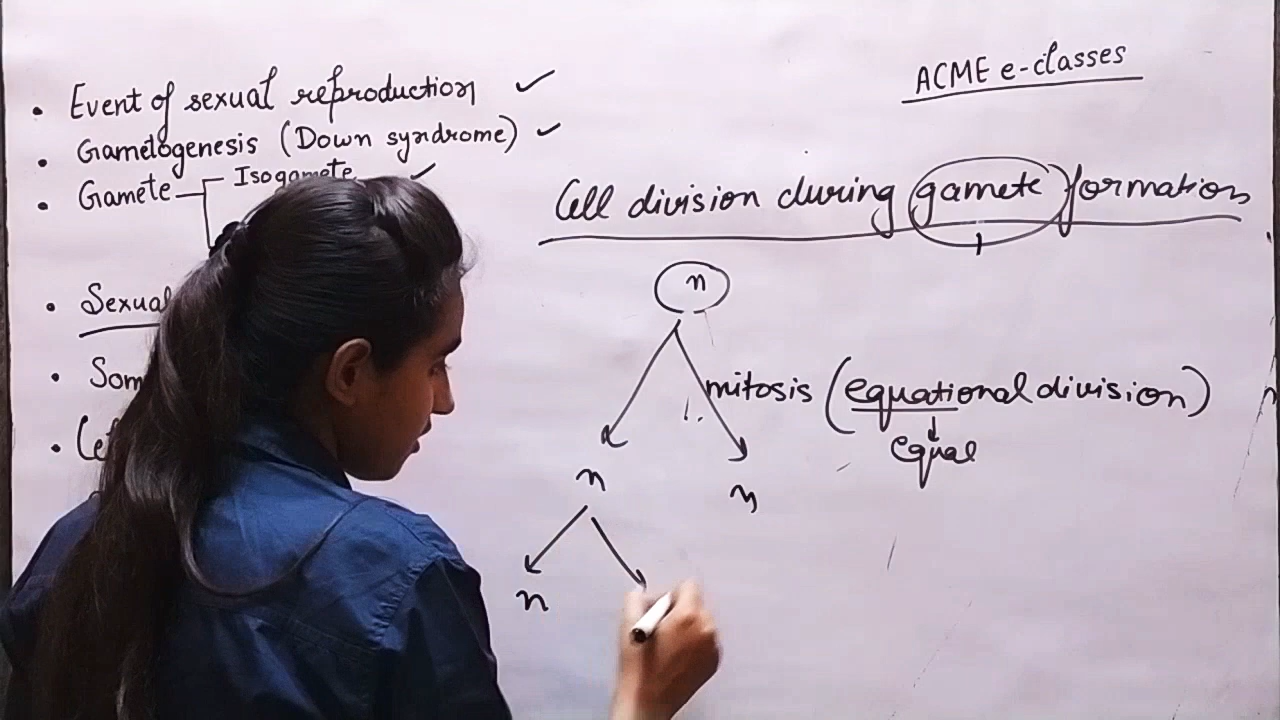 • Event of sexual reproduction ✓
• Gametogenesis (Down syndrome) ✓
• Gamete Isogamete ✓
• Sexual
•
•
ACME e-classes
Cell division during gamete formation
n
mitosis (equational division)
equal
n n
n